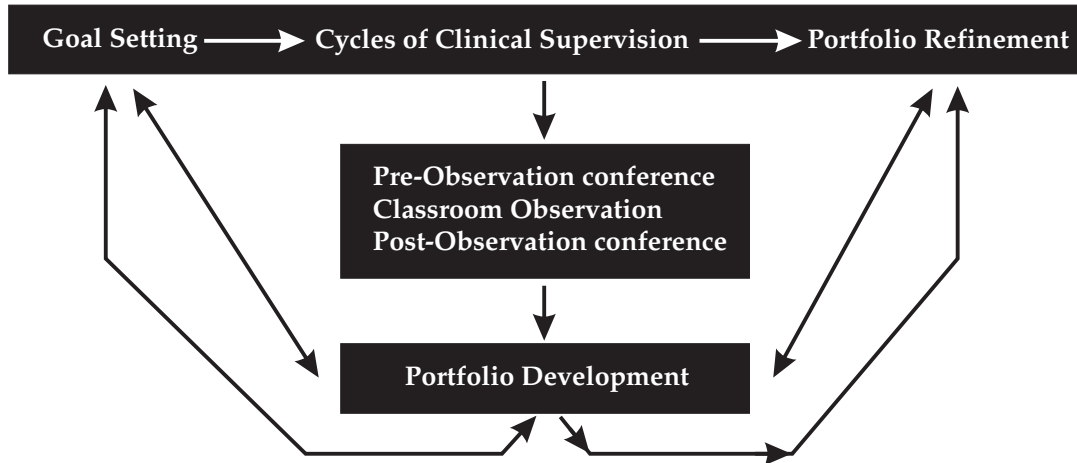 Goal Setting Cycles of Clinical Supervision Portfolio Refinement
Pre-Observation conference
Classroom Observation
Post-Observation conference
Portfolio Development